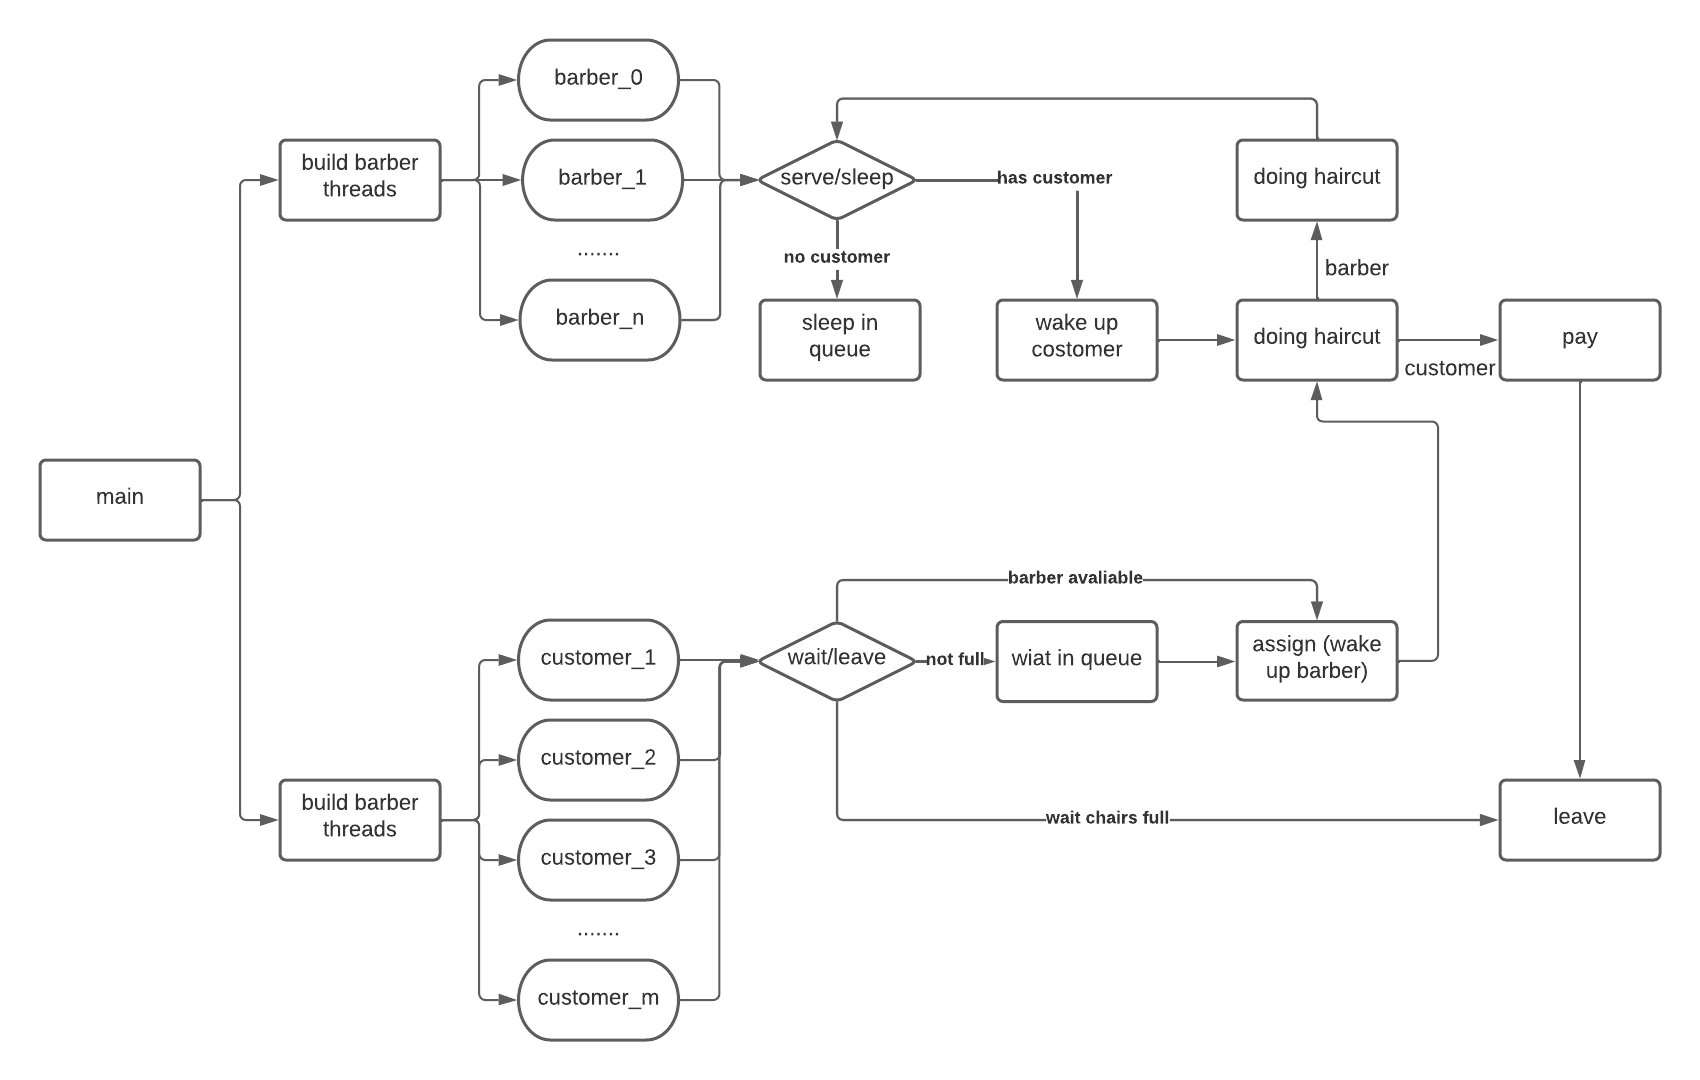 barber_0
build barber
threads
barber_1
.......
barber_n
serve/sleep
has customer
no customer
sleep in
queue
wake up
costomer
doing haircut
barber
doing haircut
customer
pay
main
barber avaliable
customer_1
wait/leave
not full
wiat in queue
assign (wake
up barber)
customer_2
build barber
threads
customer_3
.......
customer_m
wait chairs full
leave